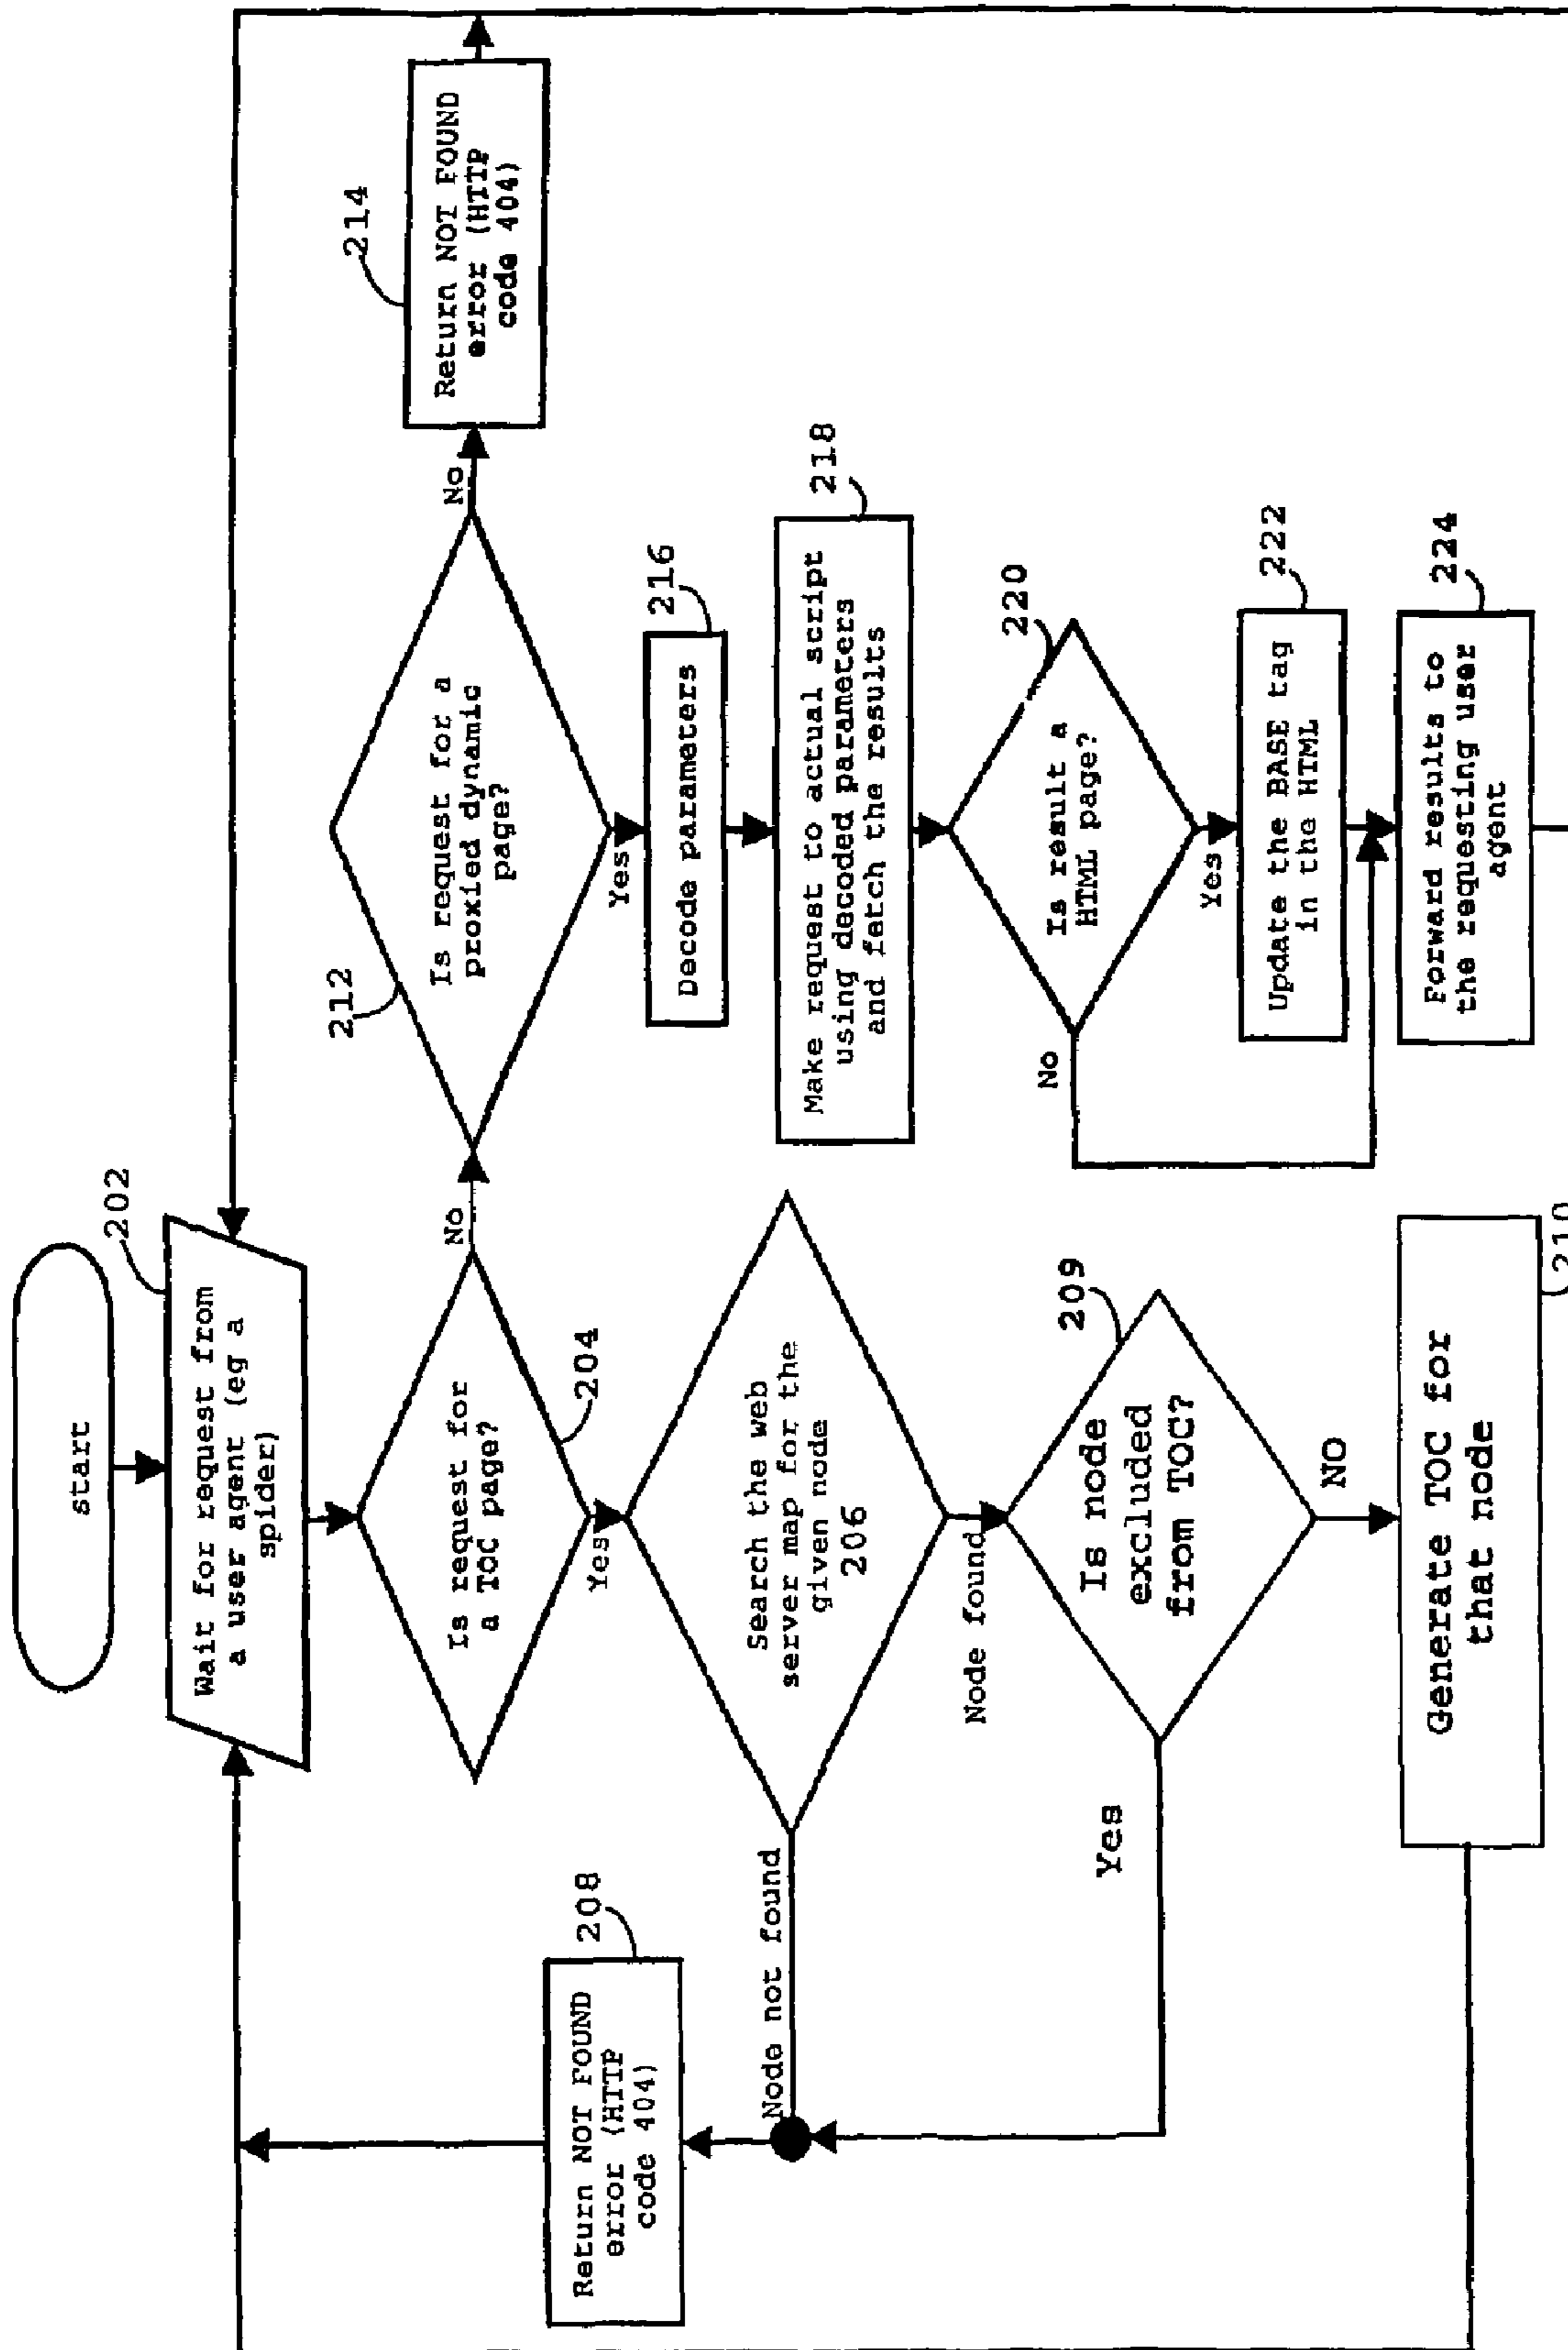 start
202
Wait for request from
a user agent (eg a
spider)
Is request for
a TOC page?
204
No
Yes
Search the web
server map for the
given node
206
Node not found
Node found
208
Return NOT FOUND
error (HTTP
code 404)
209
Is node
excluded
from TOC?
Yes
NO
Generate TOC for
that node
210
212
Is request for a
proxied dynamic
page?
No
Yes
214
Return NOT FOUND
error (HTTP
code 404)
216
Decode parameters
218
Make request to actual script
using decoded parameters
and fetch the results
220
Is result a
HTML page?
No
Yes
222
Update the BASE tag
in the HTML
224
Forward results to
the requesting user
agent